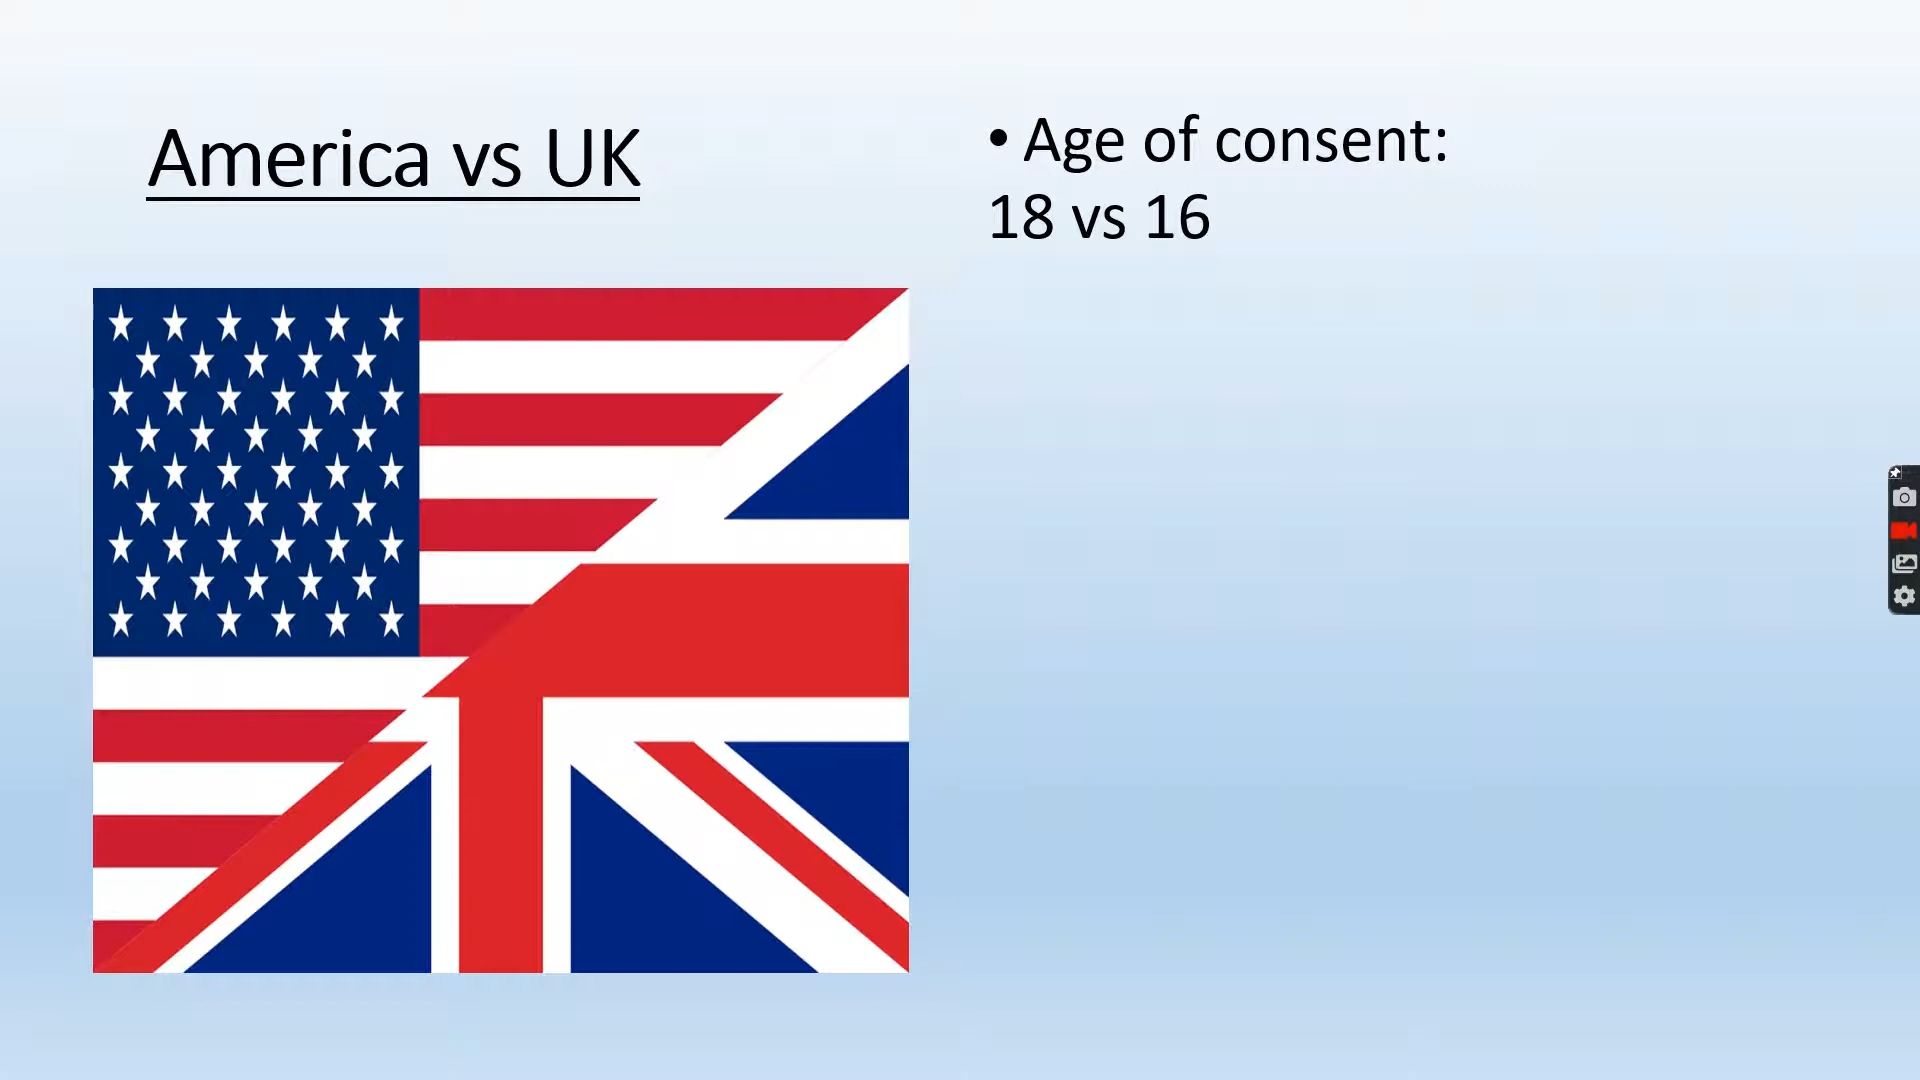 America vs UK
• Age of consent:
18 vs 16